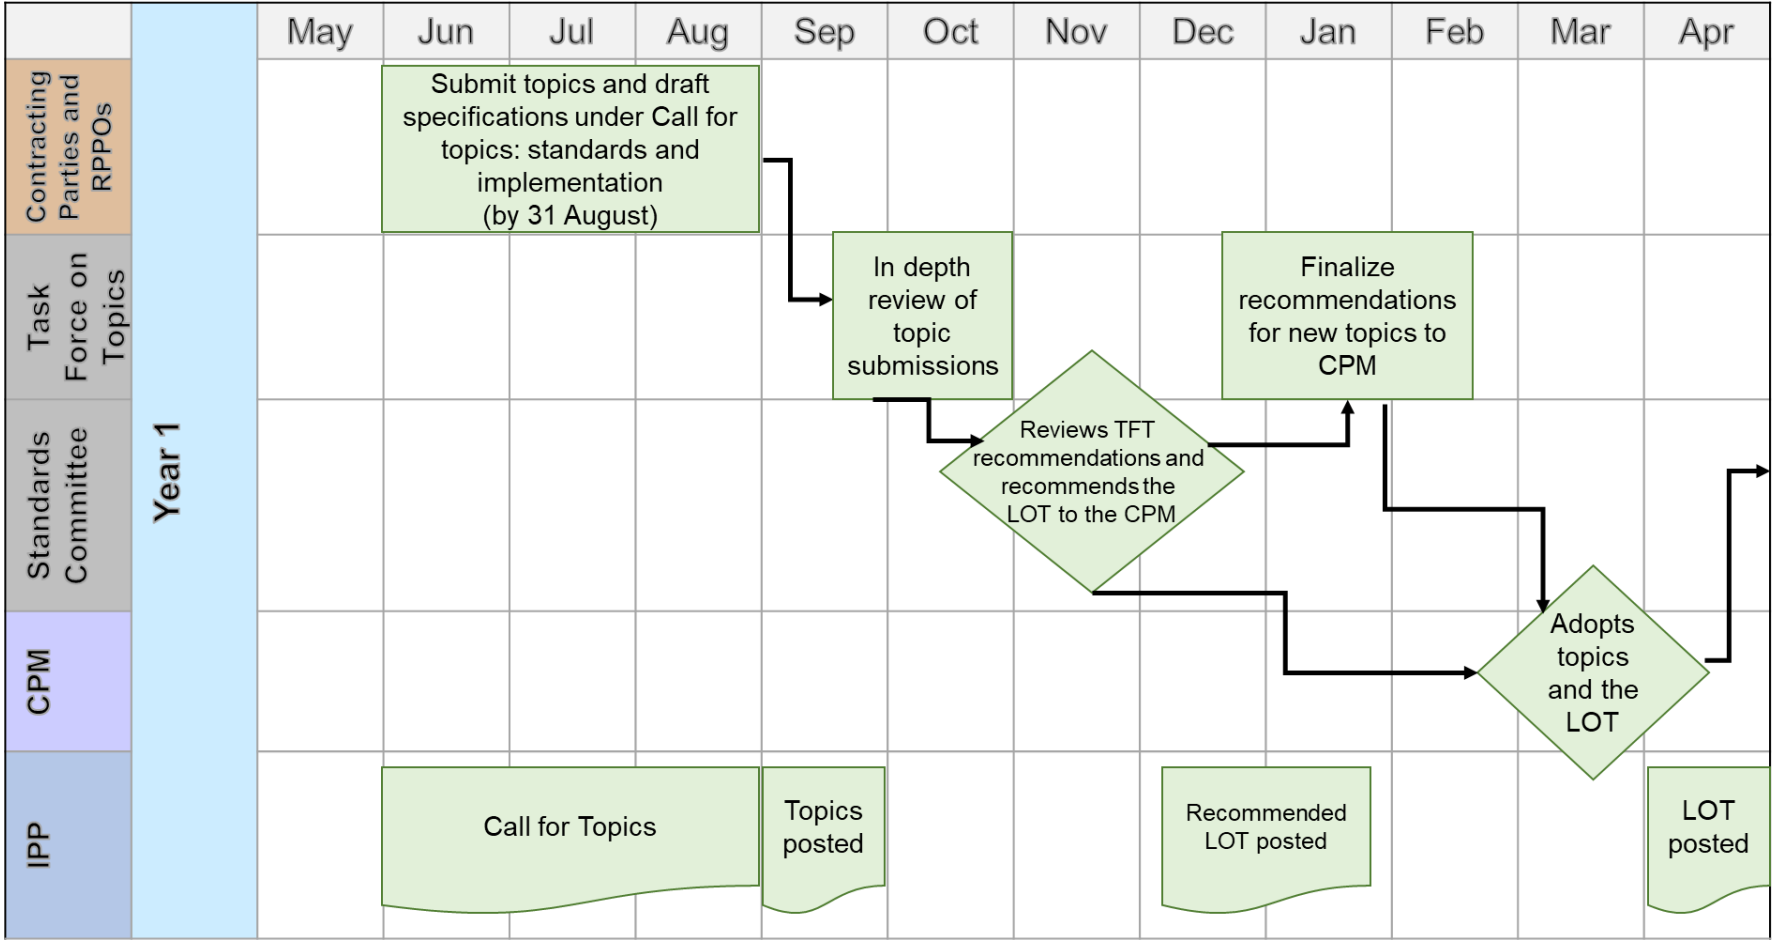 May Jun Jul Aug Sep Oct Nov Dec Jan Feb Mar Apr
Year 1
Contracting
Parties and
RPPOs
Submit topics and draft
specifications under Call for
topics: standards and
implementation
(by 31 August)
Task
Force on
Topics
In depth
review of
topic
submissions
Finalize
recommendations
for new topics to
CPM
Standards
Committee
Reviews TFT
recommendations and
recommends the
LOT to the CPM
CPM
Adopts
topics
and the
LOT
IPP
Call for Topics
Topics
posted
Recommended
LOT posted
LOT
posted